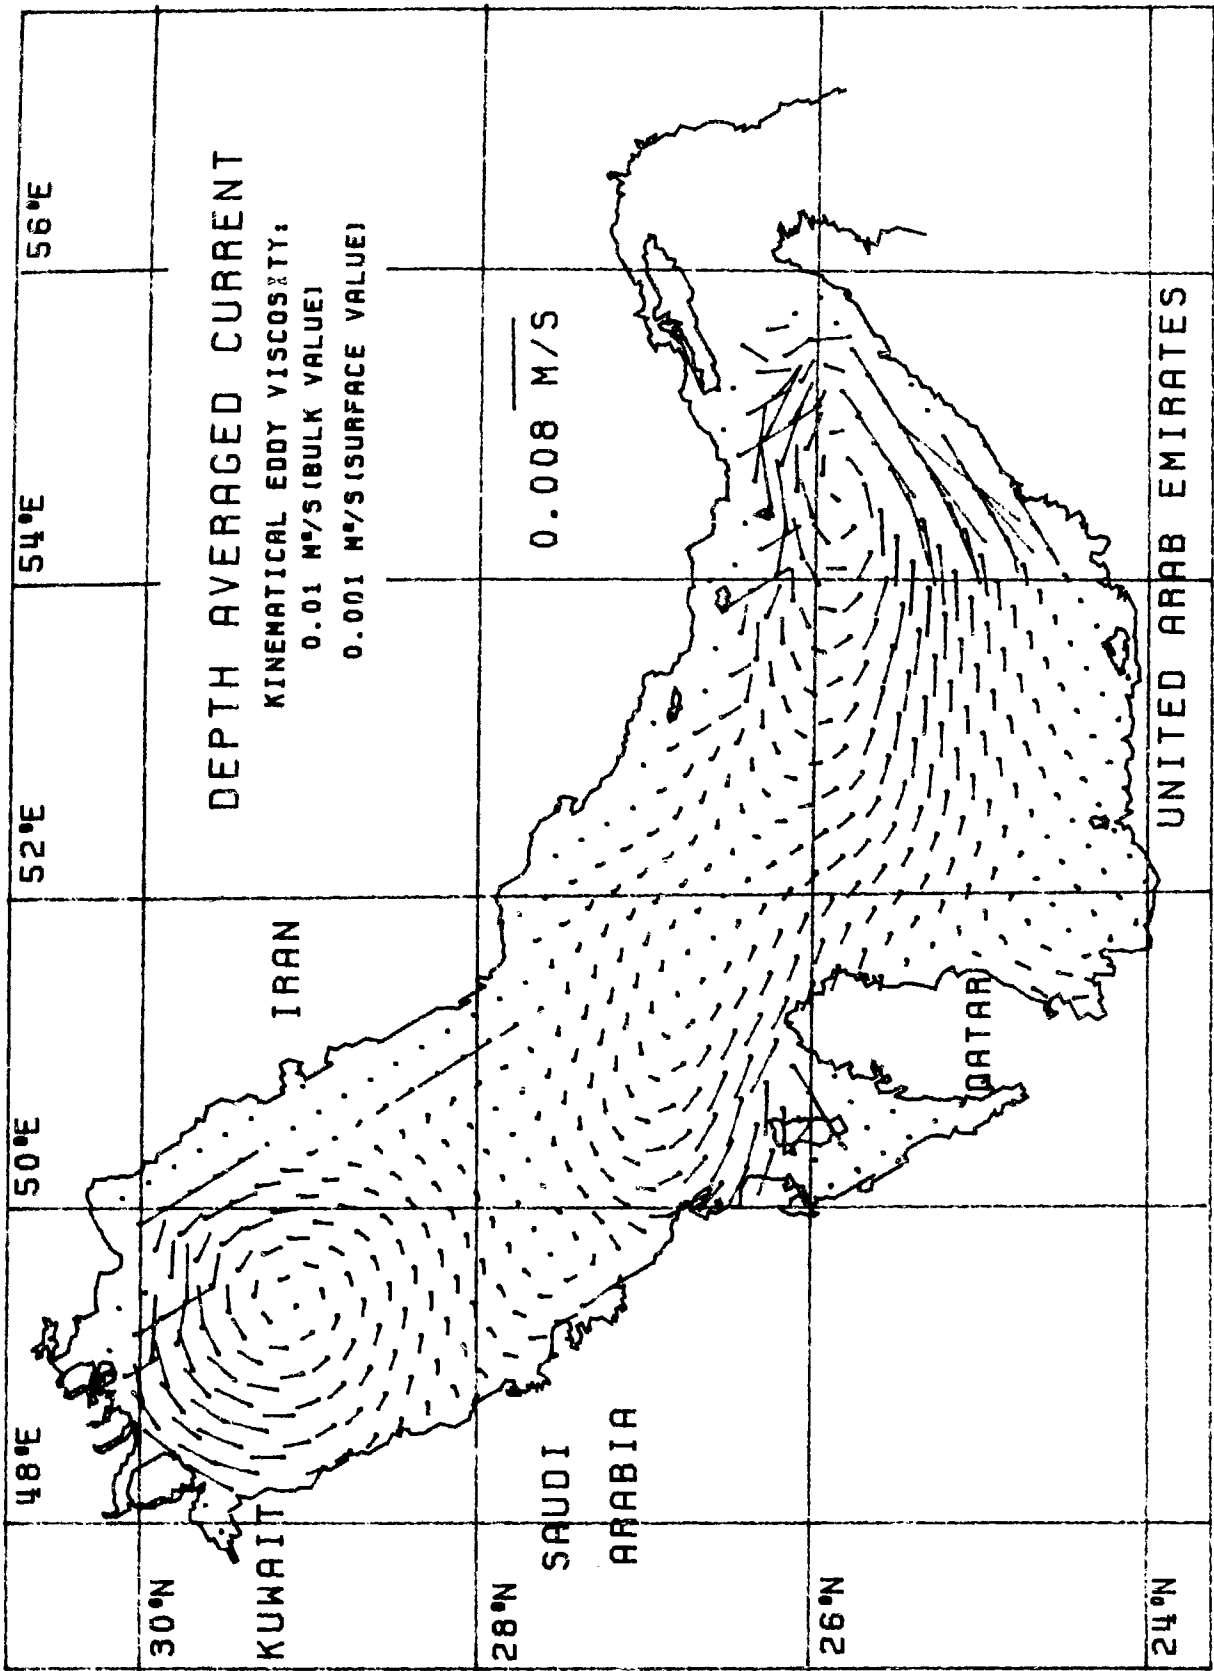 DEPTH AVERAGED CURRENT
KINEMATICAL EDDY VISCOSITY:
0.01 M²/S (BULK VALUE)
0.001 M²/S (SURFACE VALUE)
0.008 M/S
48°E
50°E
52°E
54°E
56°E
30°N
28°N
26°N
24°N
KUWAIT
IRAN
SAUDI
ARABIA
QATAR
UNITED ARAB EMIRATES